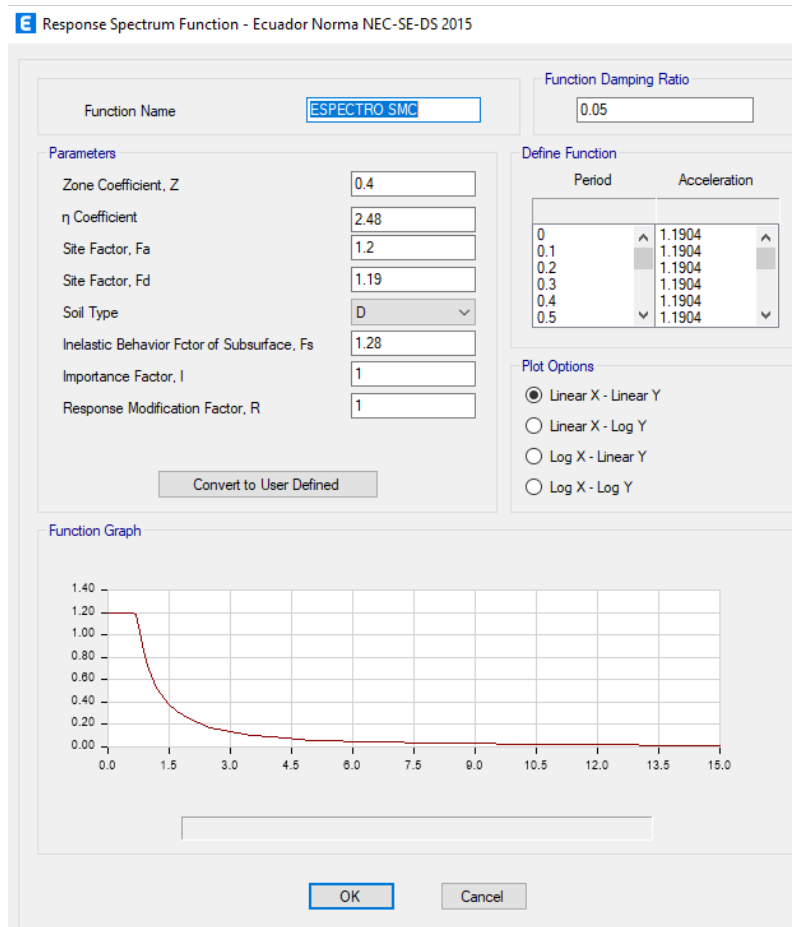 E Response Spectrum Function - Ecuador Norma NEC-SE-DS 2015
Function Name
ESPECTRO SMC
Function Damping Ratio
0.05
Parameters
Zone Coefficient, Z
0.4
η Coefficient
2.48
Site Factor, Fa
1.2
Site Factor, Fd
1.19
Soil Type
D
Inelastic Behavior Fctor of Subsurface, Fs
1.28
Importance Factor, I
1
Response Modification Factor, R
1
Convert to User Defined
Define Function
Period Acceleration
0 1.1904
0.1 1.1904
0.2 1.1904
0.3 1.1904
0.4 1.1904
0.5 1.1904
Plot Options
Linear X - Linear Y
Linear X - Log Y
Log X - Linear Y
Log X - Log Y
Function Graph
1.40
1.20
1.00
0.80
0.60
0.40
0.20
0.00
0.0 1.5 3.0 4.5 6.0 7.5 9.0 10.5 12.0 13.5 15.0
OK Cancel